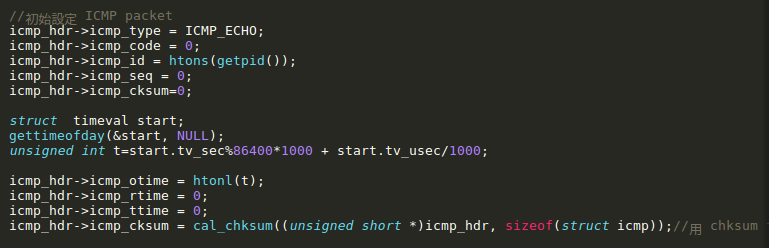 //初始設定 ICMP packet
icmp_hdr->icmp_type = ICMP_ECHO;
icmp_hdr->icmp_code = 0;
icmp_hdr->icmp_id = htons(getpid());
icmp_hdr->icmp_seq = 0;
icmp_hdr->icmp_cksum=0;
struct  timeval start;
gettimeofday(&start, NULL);
unsigned int t=start.tv_sec%86400*1000 + start.tv_usec/1000;
icmp_hdr->icmp_otime = htonl(t);
icmp_hdr->icmp_rtime = 0;
icmp_hdr->icmp_ttime = 0;
icmp_hdr->icmp_cksum = cal_chksum((unsigned short *)icmp_hdr, sizeof(struct icmp));//用 chksum